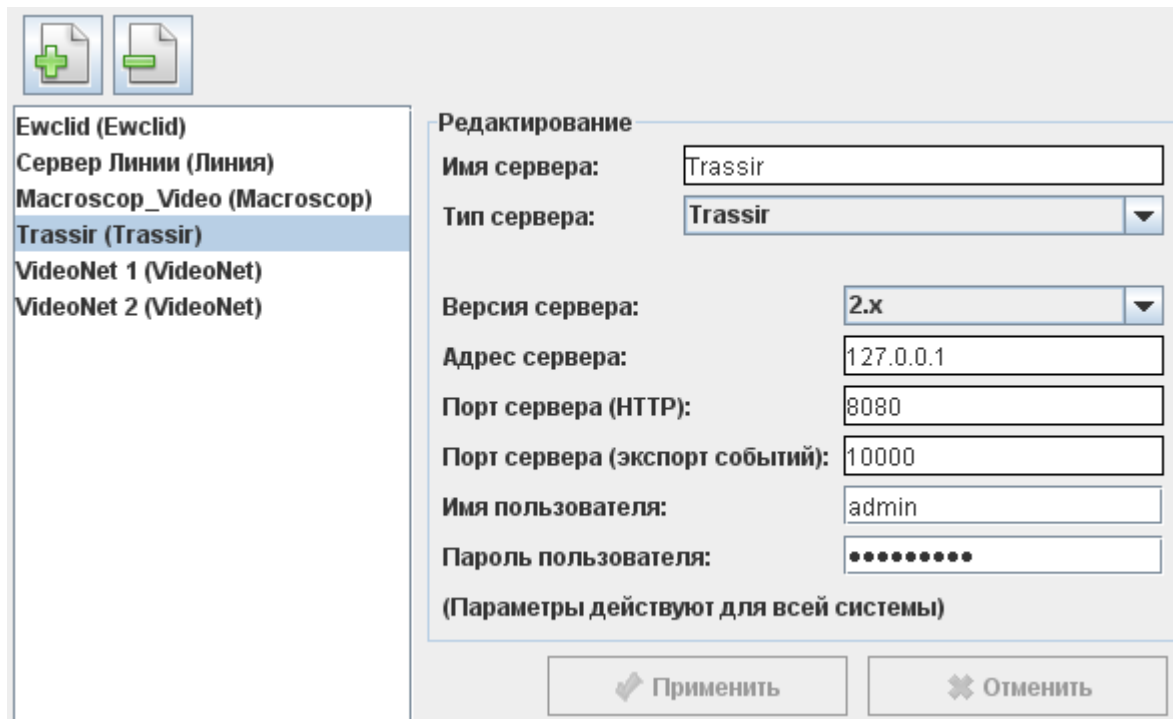 Ewclid (Ewclid)
Сервер Линии (Линия)
Macroscop_Video (Macroscop)
Trassir (Trassir)
VideoNet 1 (VideoNet)
VideoNet 2 (VideoNet)
Редактирование
Имя сервера: Trassir
Тип сервера: Trassir
Версия сервера: 2.x
Адрес сервера: 127.0.0.1
Порт сервера (HTTP): 8080
Порт сервера (экспорт событий): 10000
Имя пользователя: admin
Пароль пользователя: •••••••••
(Параметры действуют для всей системы)
Применить
Отменить